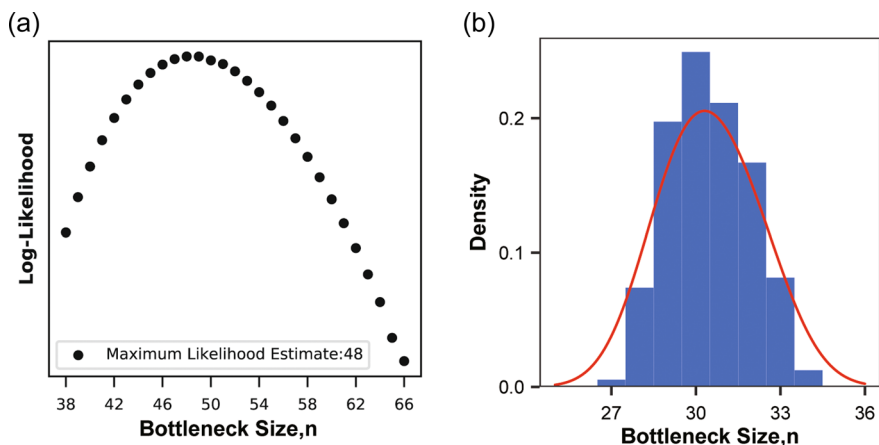 (a)
Log-Likelihood
Maximum Likelihood Estimate:48
38 42 46 50 54 58 62 66
Bottleneck Size,n
(b)
Density
0.2
0.1
0.0
27 30 33 36
Bottleneck Size,n